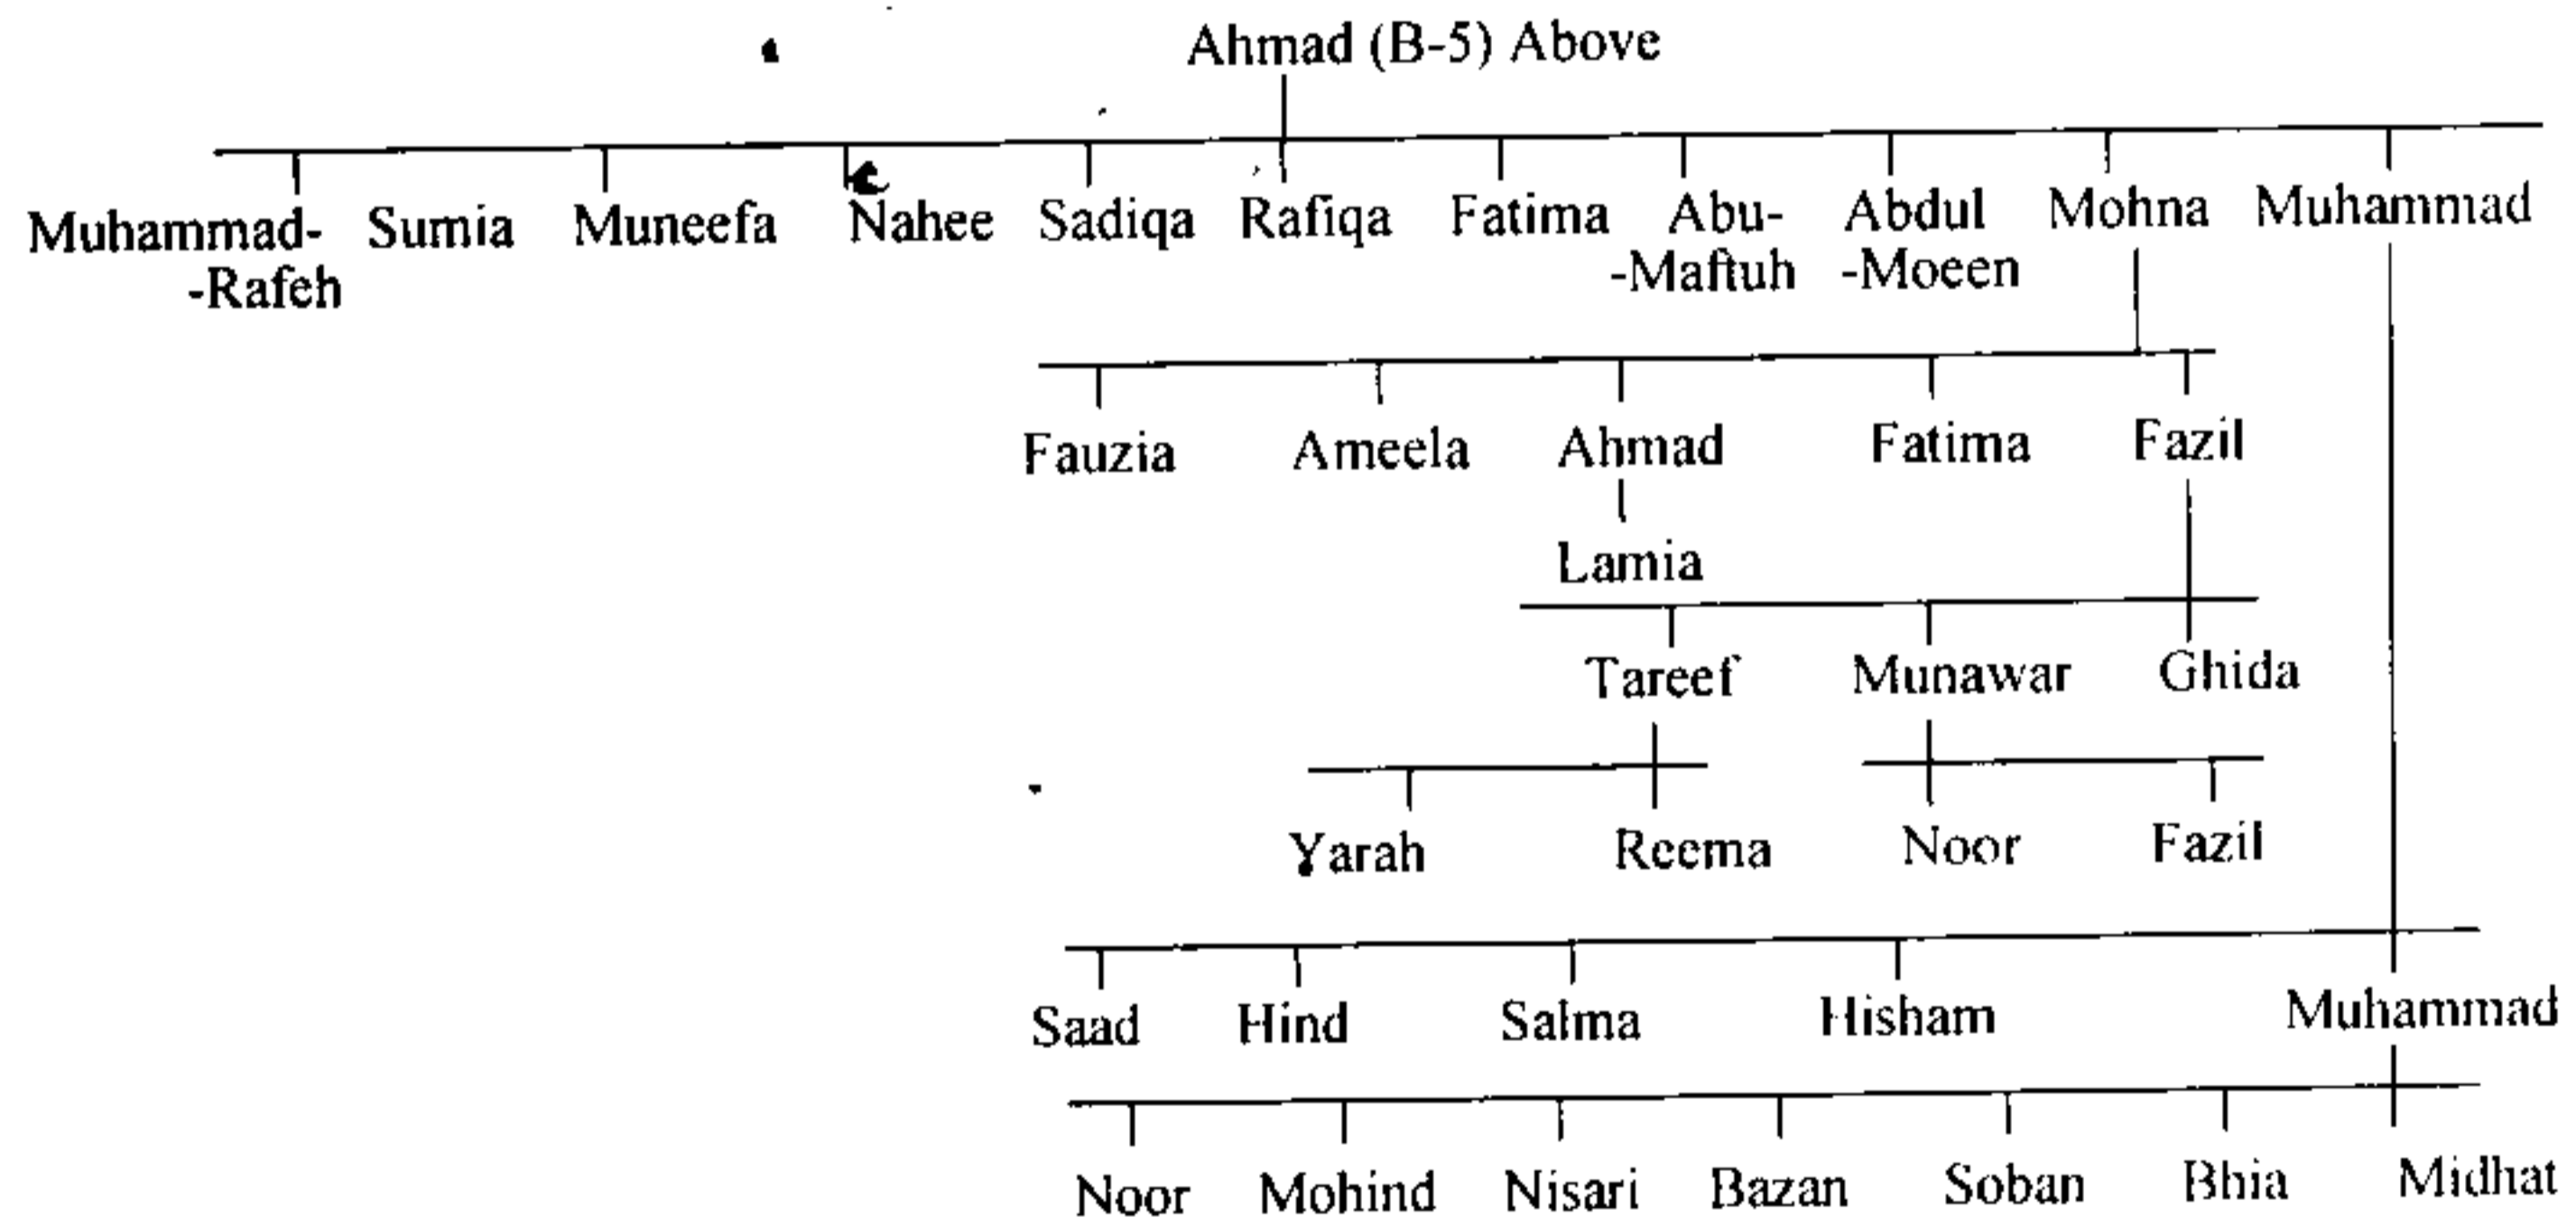 Ahmad (B-5) Above
Muhammad- Sumia Muneefa Nahee Sadiqa Rafiqa Fatima Abu- Abdul Mohna Muhammad
-Rafeh -Maftuh -Moeen
Fauzia Ameela Ahmad Fatima Fazil
Lamia
Tareef Munawar Ghida
Yarah Reema Noor Fazil
Saad Hind Salma Hisham Muhammad
Noor Mohind Nisari Bazan Soban Bhia Midhat